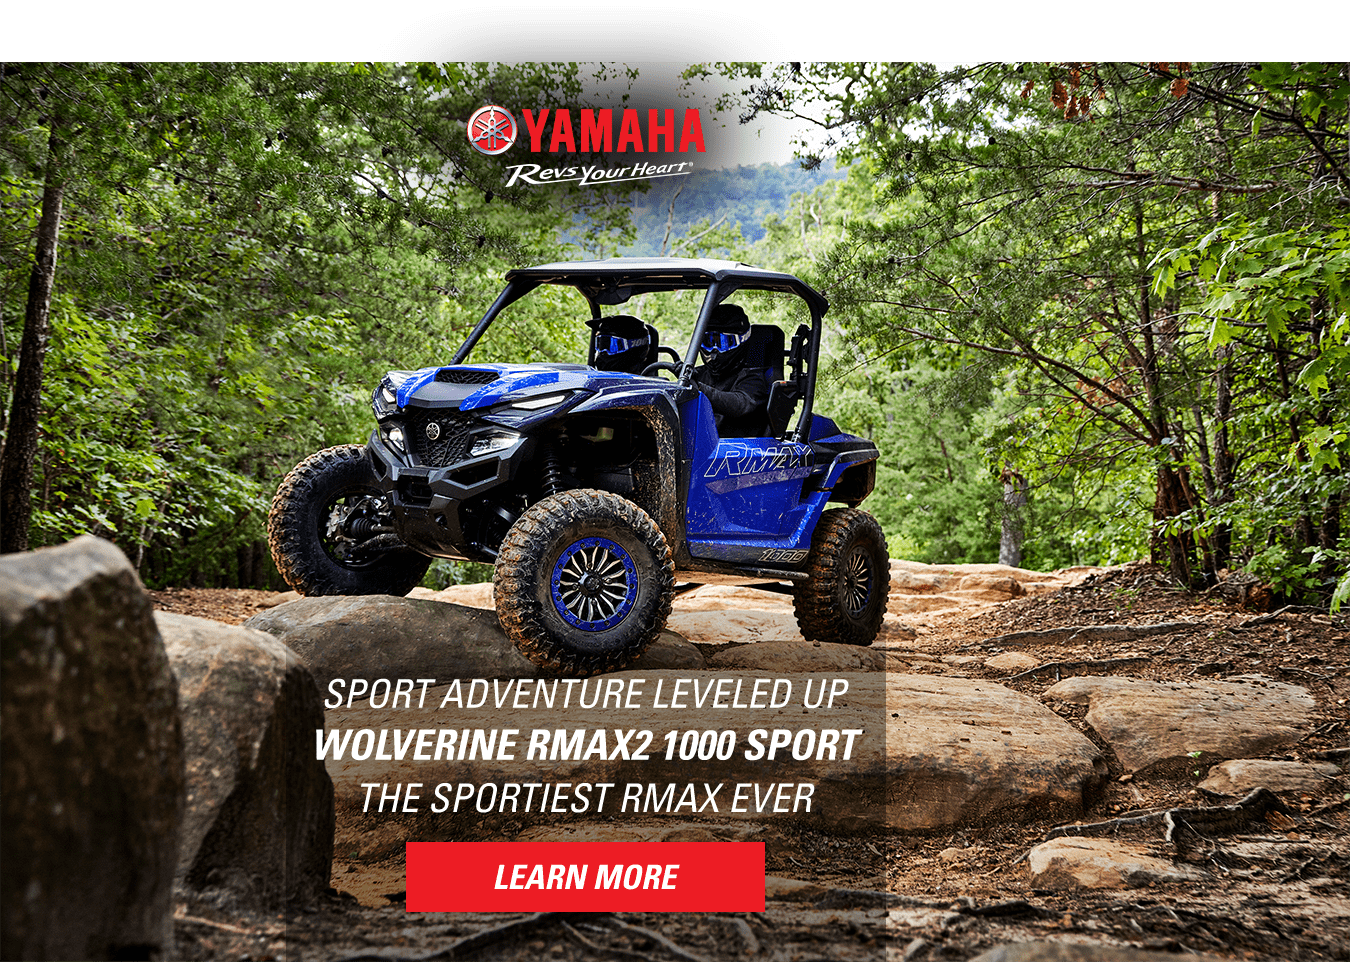 YAMAHA
Revs Your Heart
RMAX
1000
SPORT ADVENTURE LEVELED UP
WOLVERINE RMAX2 1000 SPORT
THE SPORTIEST RMAX EVER
LEARN MORE